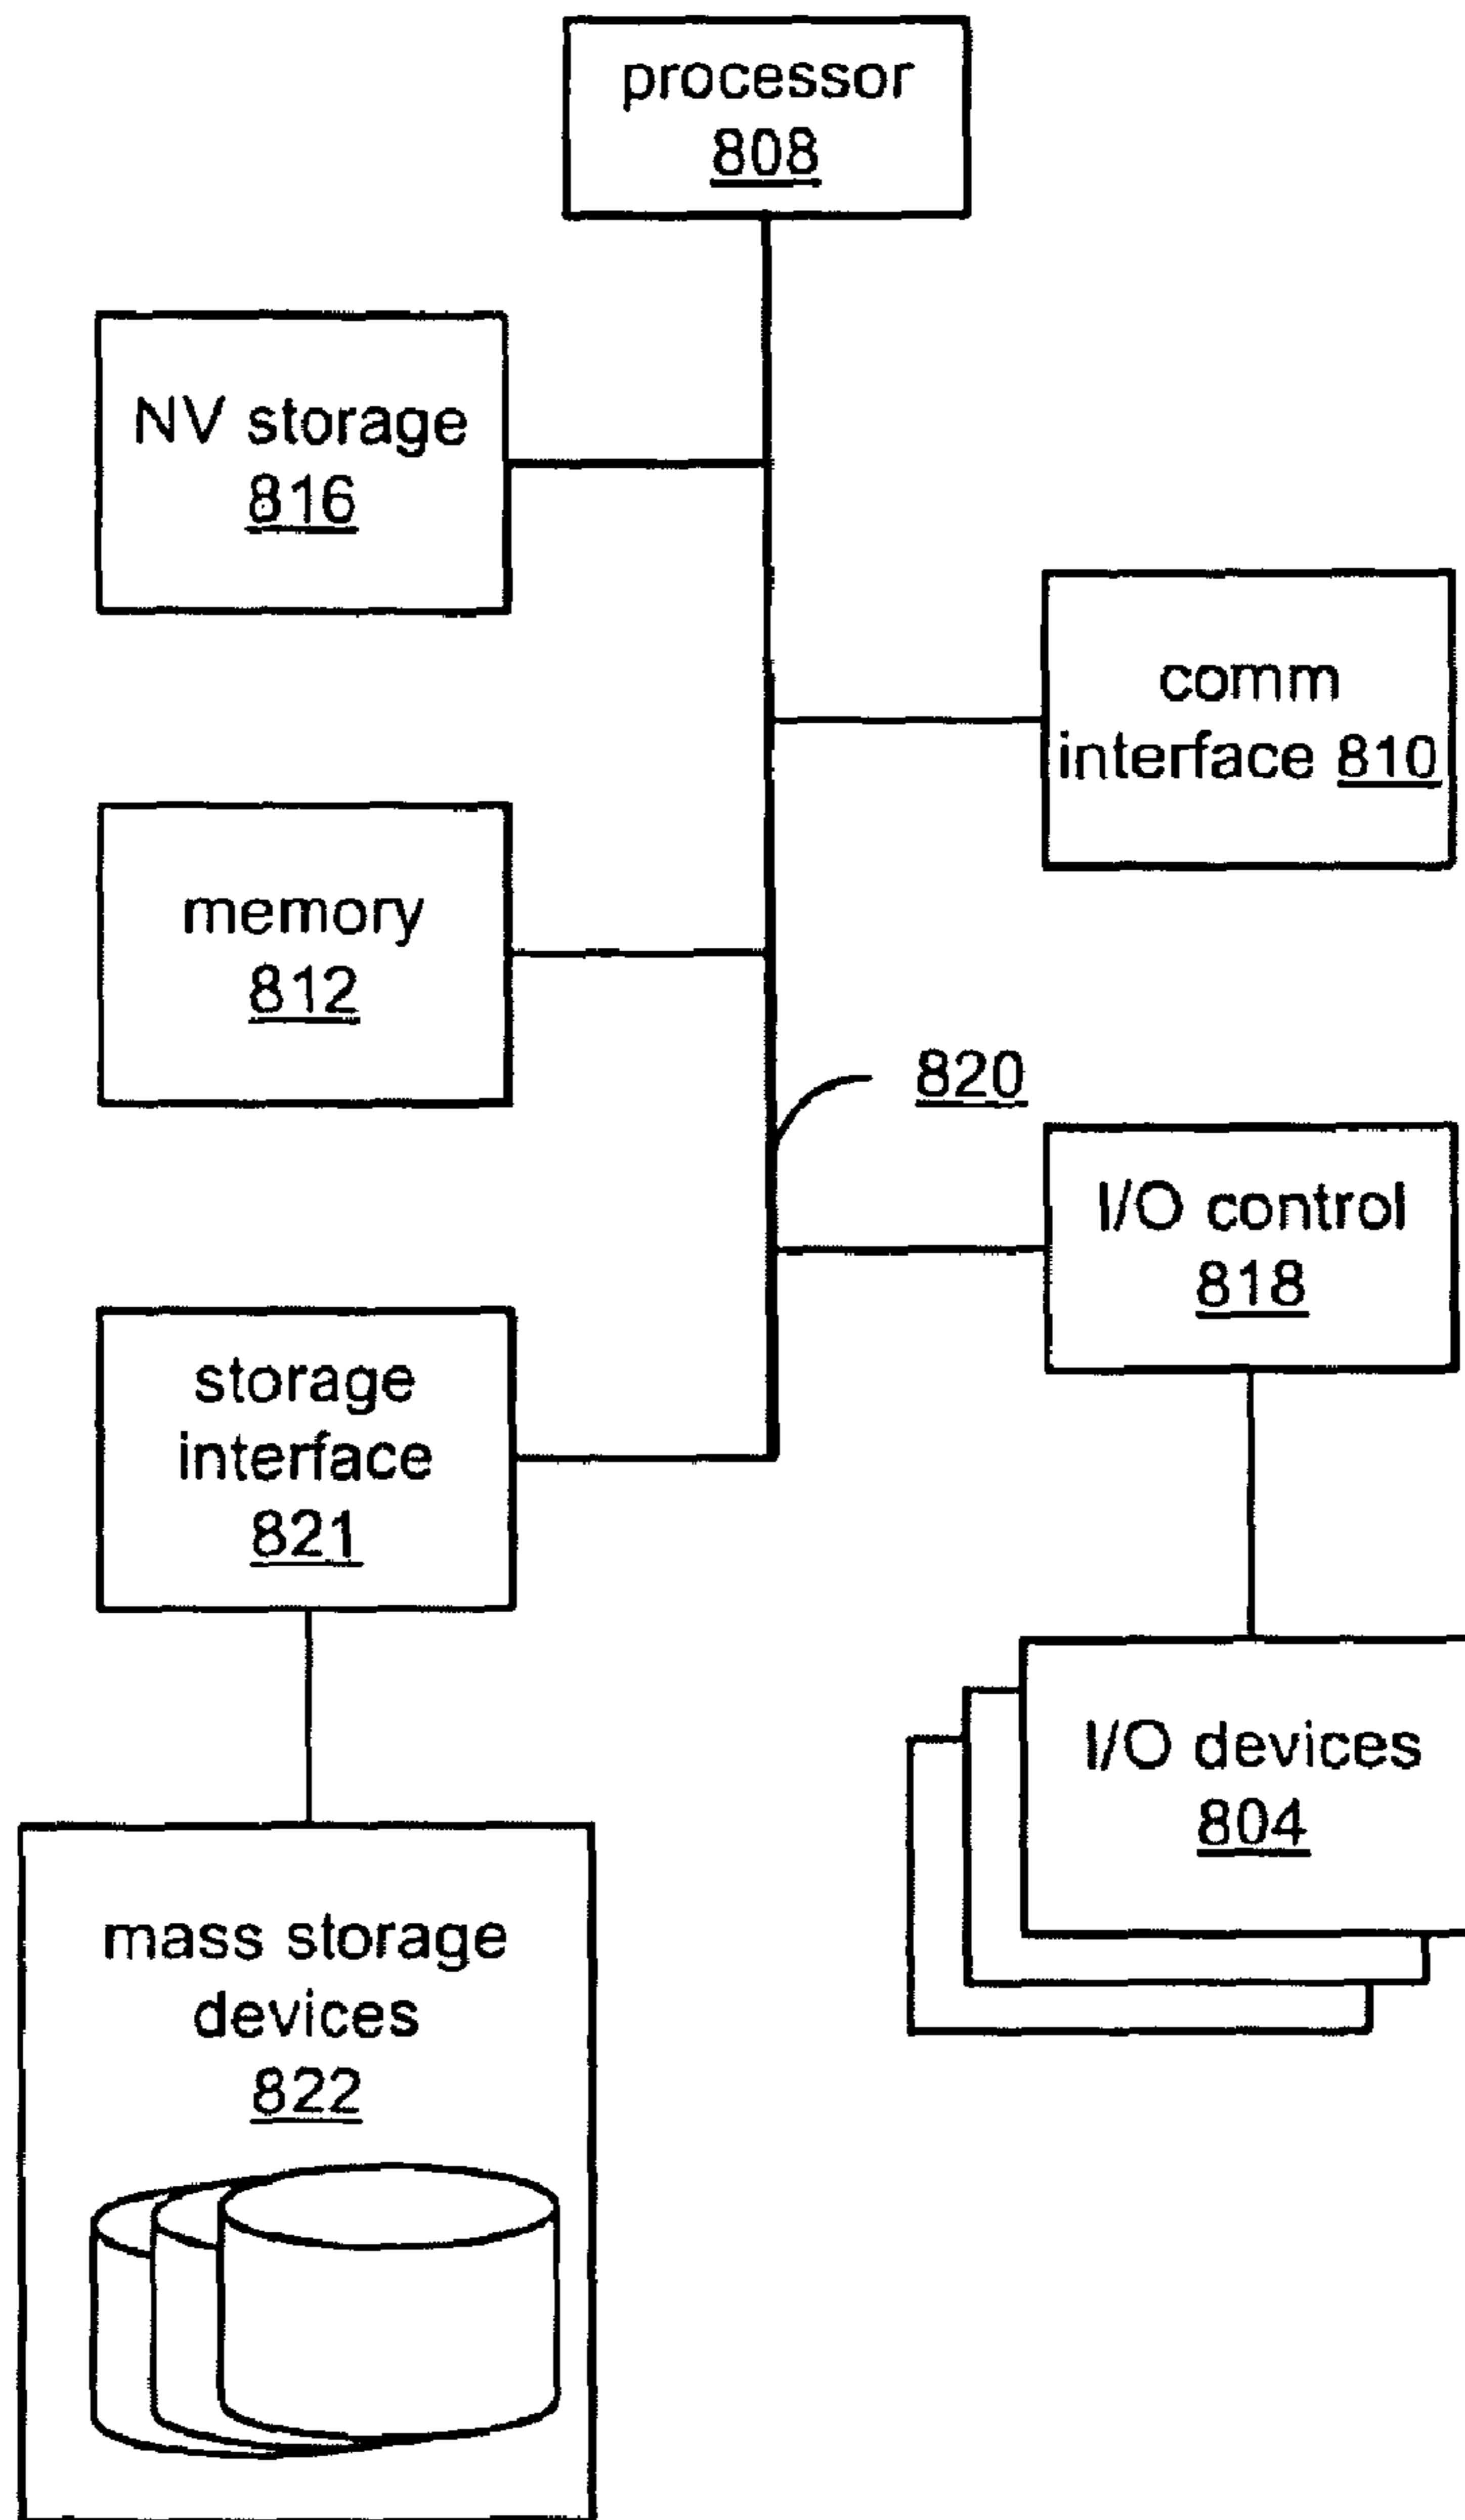 processor
808
NV storage
816
comm
interface 810
memory
812
820
I/O control
818
storage
interface
821
I/O devices
804
mass storage
devices
822